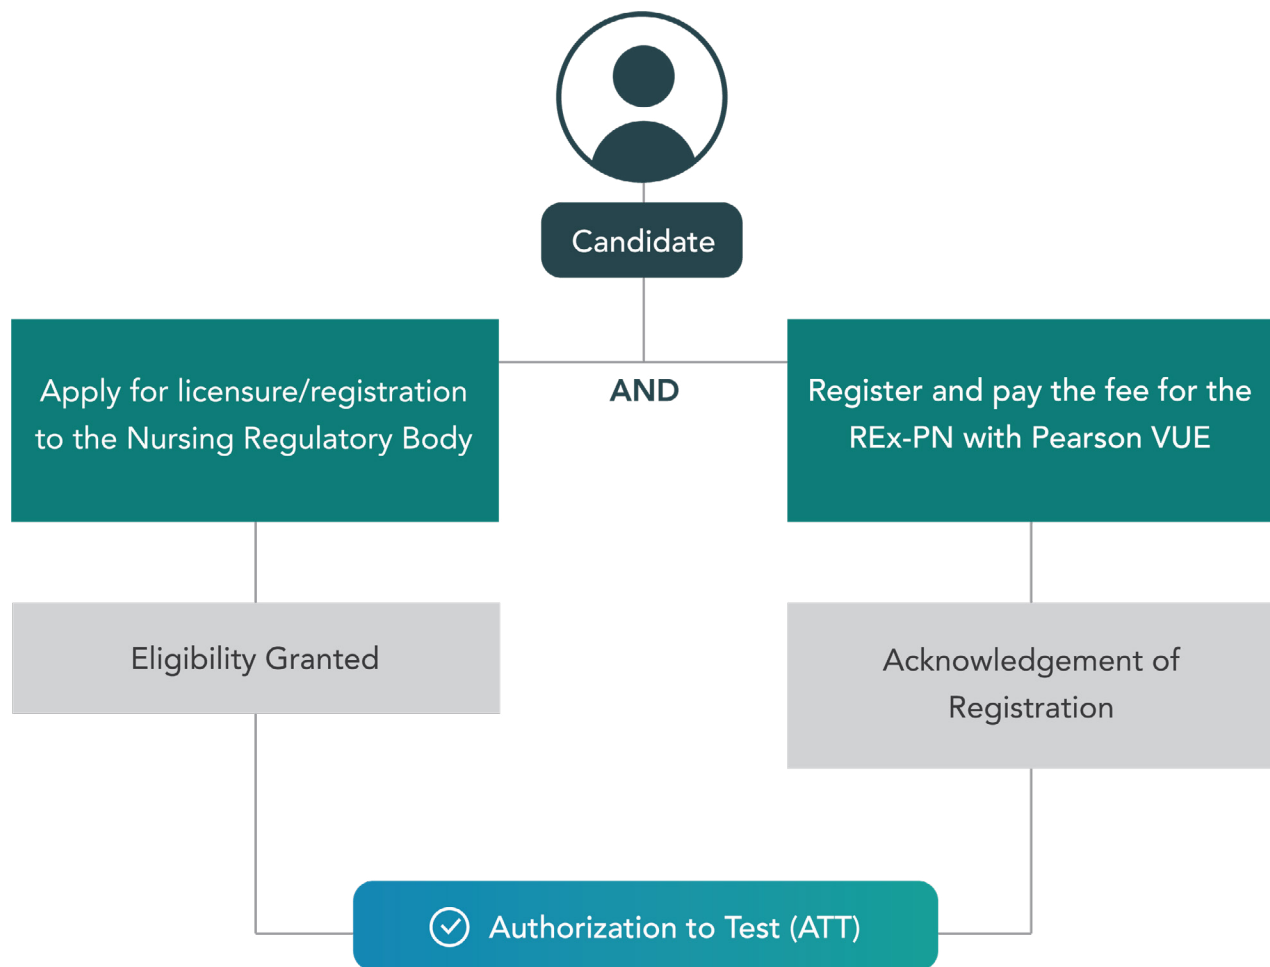 Candidate
Apply for licensure/registration
to the Nursing Regulatory Body
AND
Register and pay the fee for the
REx-PN with Pearson VUE
Eligibility Granted
Acknowledgement of
Registration
Authorization to Test (ATT)